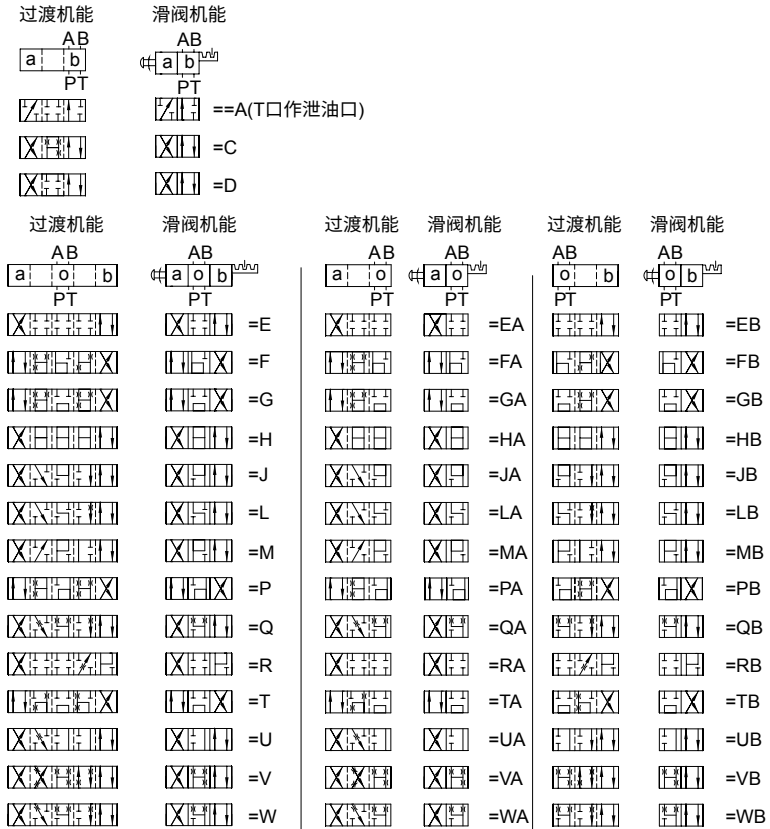 过渡机能 滑阀机能
AB AB
a b a b
PT PT
==A(T口作泄油口)
=C
=D
过渡机能 滑阀机能 过渡机能 滑阀机能 过渡机能 滑阀机能
AB AB AB AB AB AB
a o b a o b a o a o o b o b
PT PT PT PT PT PT
=E =EA =EB
=F =FA =FB
=G =GA =GB
=H =HA =HB
=J =JA =JB
=L =LA =LB
=M =MA =MB
=P =PA =PB
=Q =QA =QB
=R =RA =RB
=T =TA =TB
=U =UA =UB
=V =VA =VB
=W =WA =WB